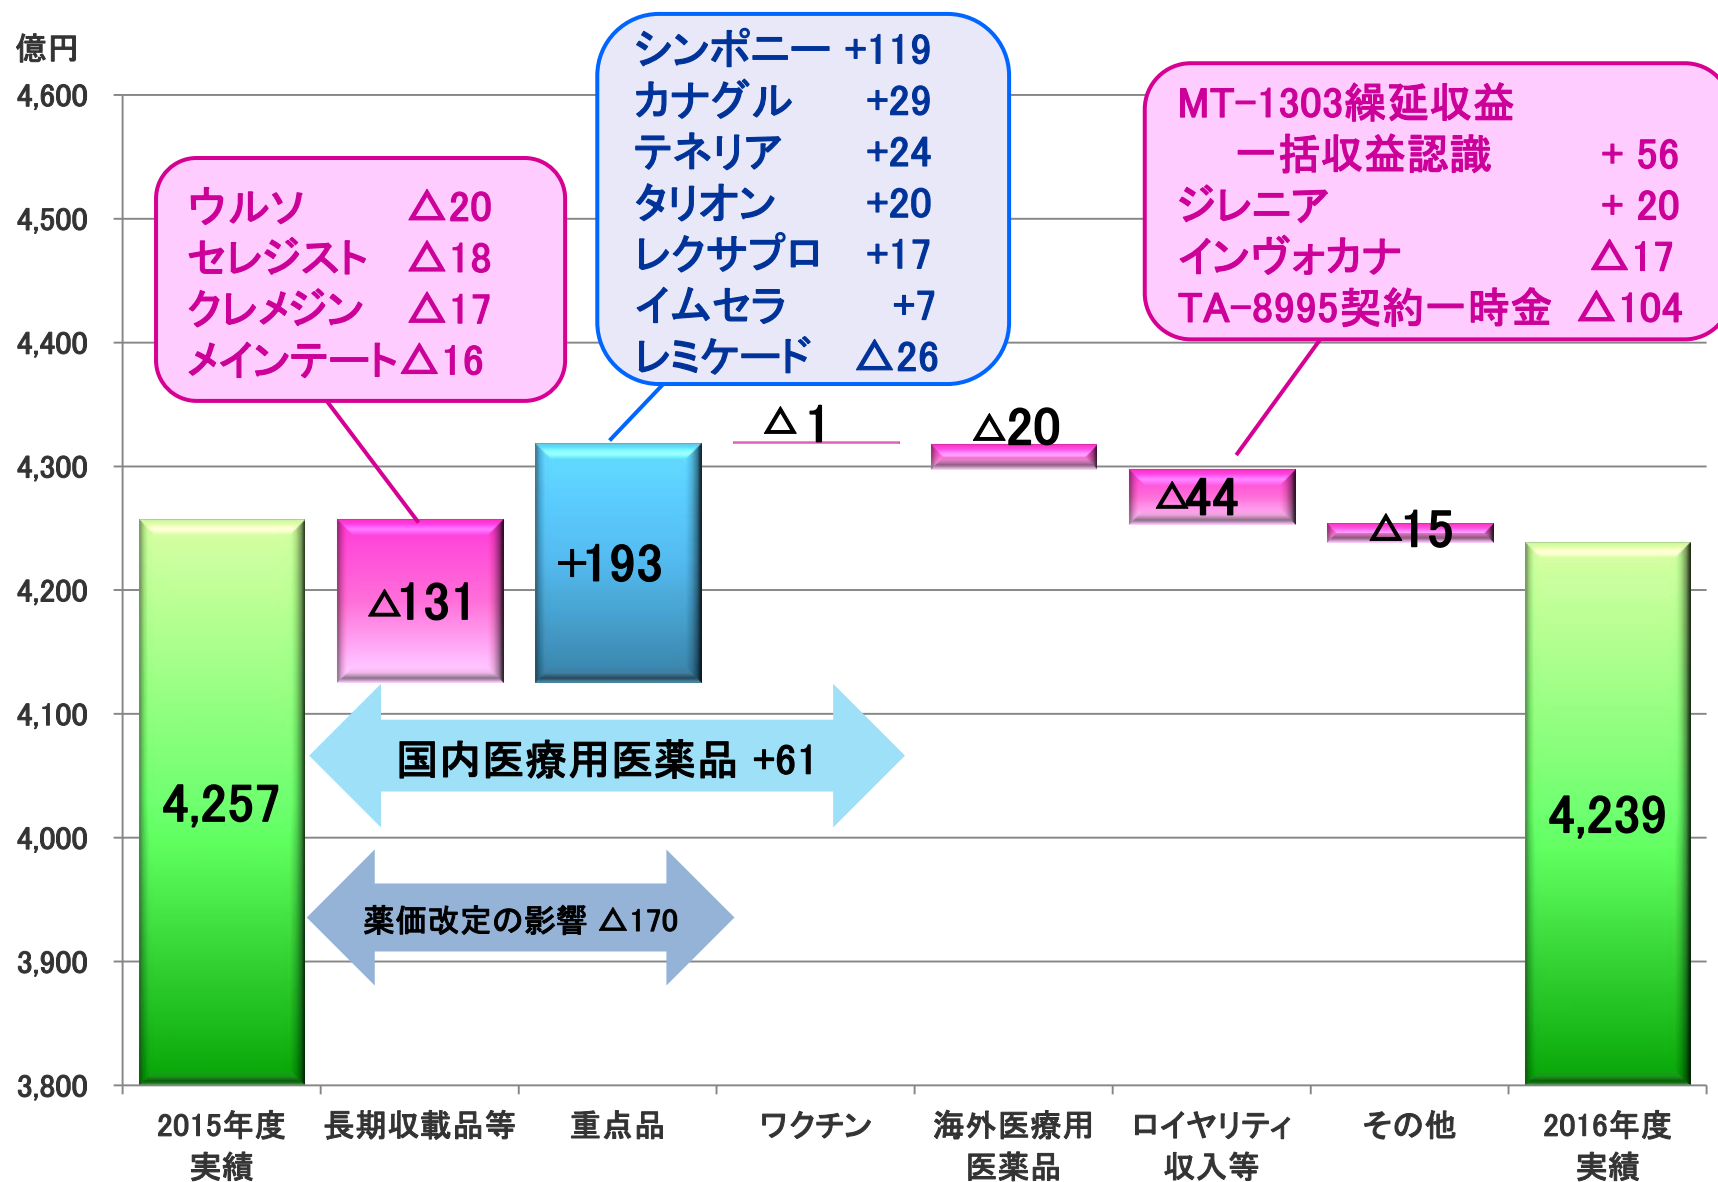 億円
4,600
4,500
4,400
4,300
4,200
4,100
4,000
3,900
3,800
ウルソ △20
セレジスト △18
クレメジン △17
メインテート△16
シンポニー +119
カナグル +29
テネリア +24
タリオン +20
レクサプロ +17
イムセラ +7
レミケード △26
MT-1303繰延収益
一括収益認識 + 56
ジレニア + 20
インヴォカナ △17
TA-8995契約一時金 △104
4,257
△131
+193
△1
△20
△44
△15
4,239
国内医療用医薬品 +61
薬価改定の影響 △170
2015年度
実績
長期収載品等
重点品
ワクチン
海外医療用
医薬品
ロイヤリティ
収入等
その他
2016年度
実績